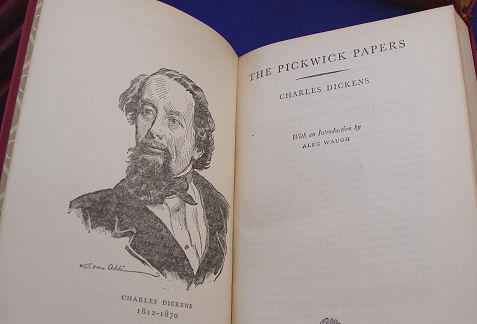 CHARLES DICKENS
1812-1870
THE PICKWICK PAPERS
CHARLES DICKENS
With an Introduction by
ALEC WAUGH